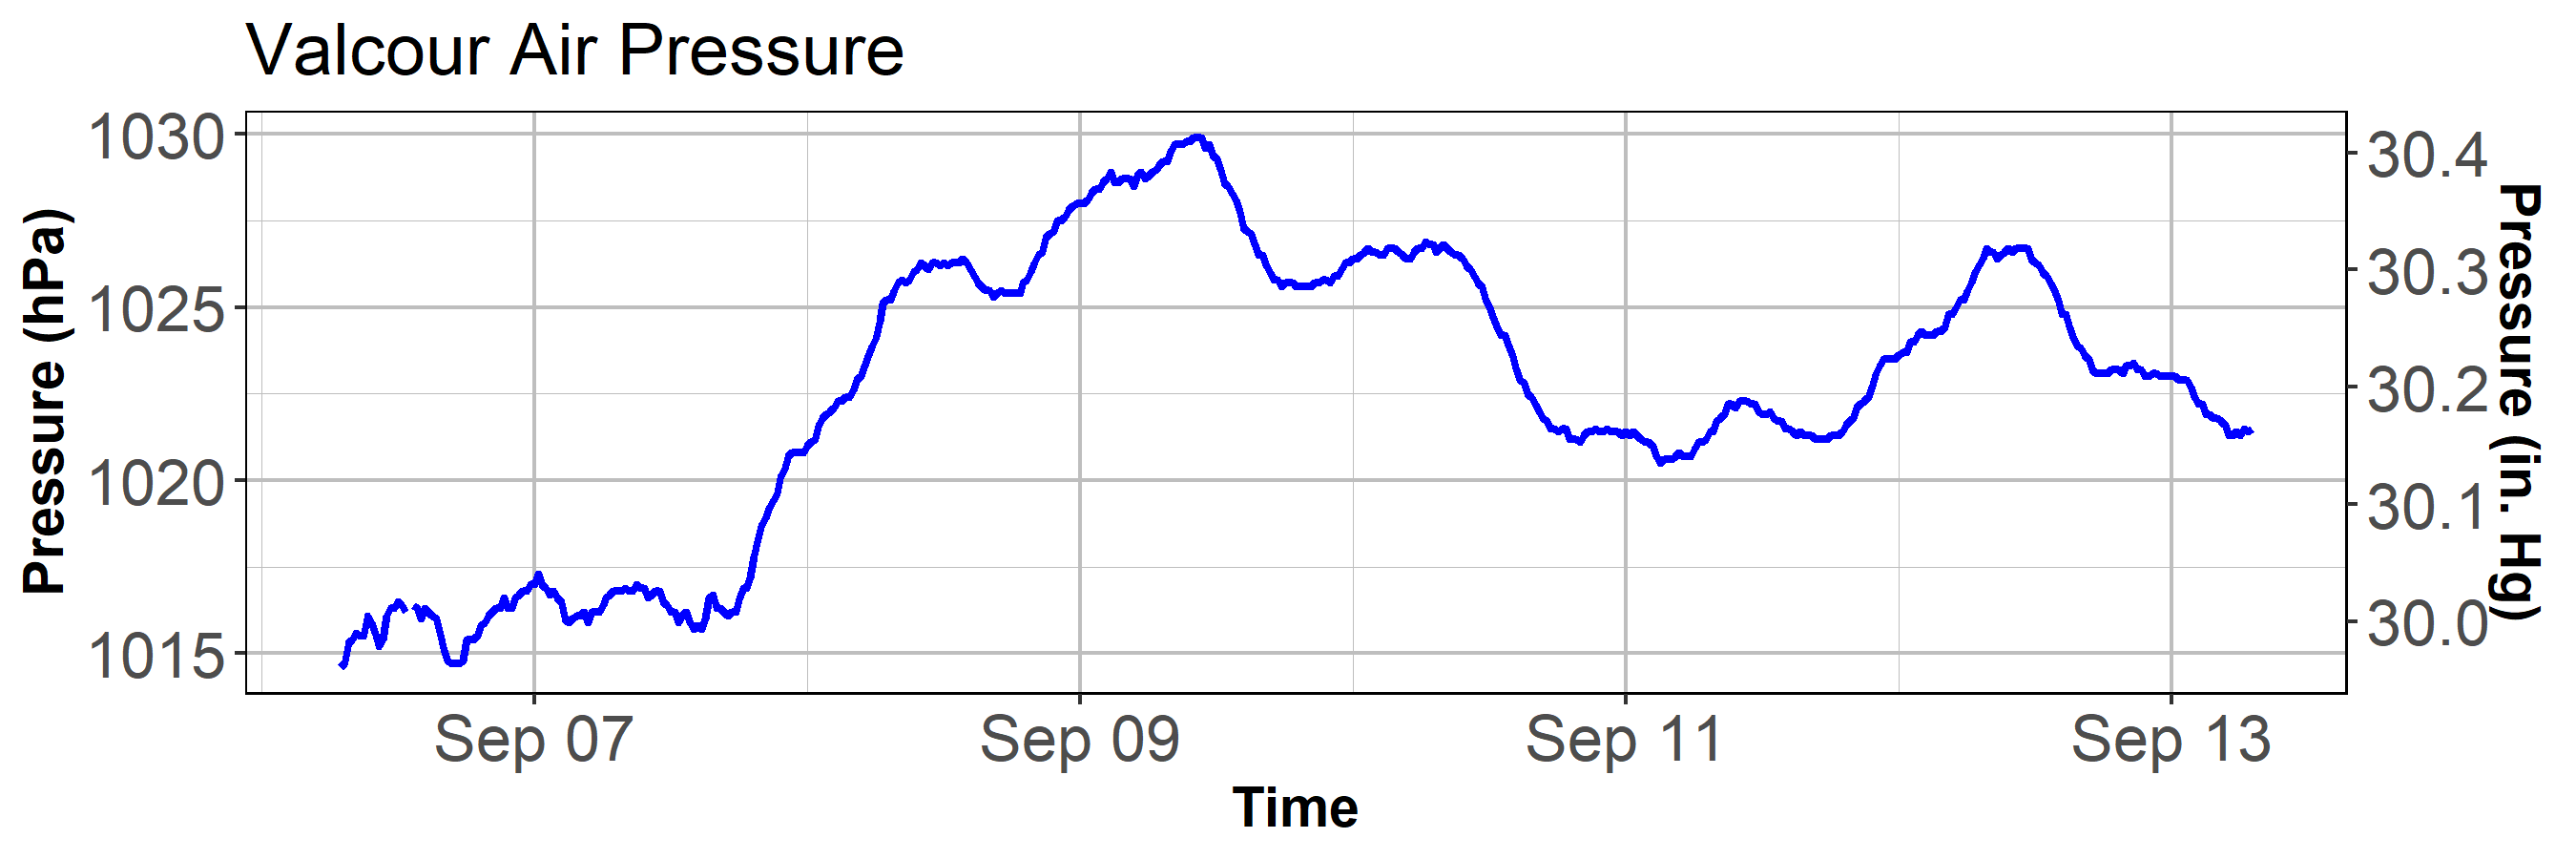 Valcour Air Pressure
Pressure (hPa)
1030
1025
1020
1015
30.4
30.3
30.2
30.1
30.0
Pressure (in. Hg)
Sep 07
Sep 09
Sep 11
Sep 13
Time